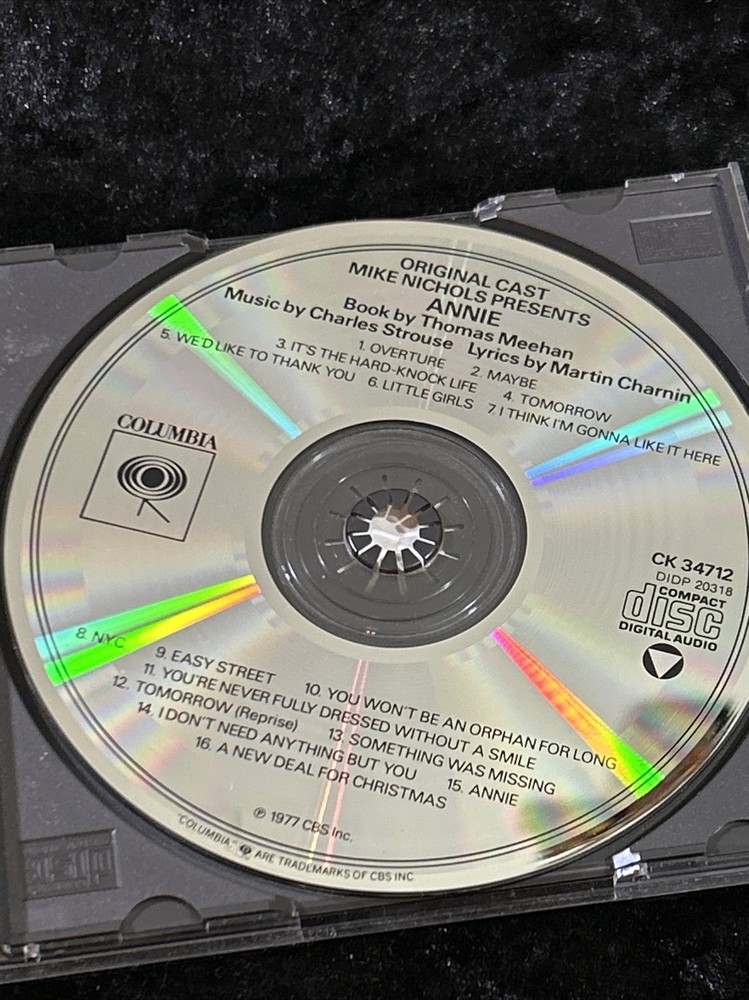 ORIGINAL CAST
MIKE NICHOLS PRESENTS
ANNIE
Book by Thomas Meehan
Music by Charles Strouse Lyrics by Martin Charnin
1. OVERTURE 2. MAYBE
3. IT'S THE HARD-KNOCK LIFE 4. TOMORROW
5. WE'D LIKE TO THANK YOU 6. LITTLE GIRLS 7. I THINK I'M GONNA LIKE IT HERE
COLUMBIA
CK 34712
DIDP 20318
COMPACT
disc
DIGITAL AUDIO
8. NYC
9. EASY STREET 10. YOU WON'T BE AN ORPHAN FOR LONG
11. YOU'RE NEVER FULLY DRESSED WITHOUT A SMILE
12. TOMORROW (Reprise) 13. SOMETHING WAS MISSING
14. I DON'T NEED ANYTHING BUT YOU 15. ANNIE
16. A NEW DEAL FOR CHRISTMAS
℗ 1977 CBS Inc.
"COLUMBIA," ARE TRADEMARKS OF CBS INC.